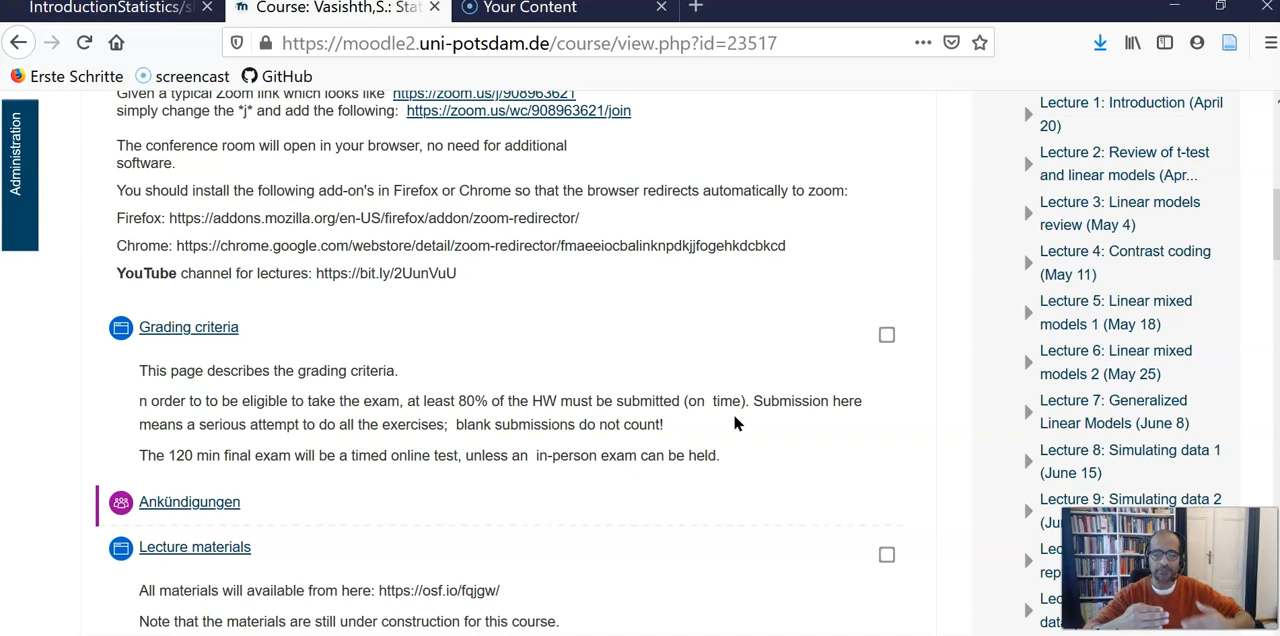 IntroductionStatistics/sl
Course: Vasishth,S.: Stat
Your Content
https://moodle2.uni-potsdam.de/course/view.php?id=23517
Erste Schritte
screencast
GitHub
Administration
Given a typical Zoom link which looks like https://zoom.us/j/908963621
simply change the *j* and add the following: https://zoom.us/wc/908963621/join
The conference room will open in your browser, no need for additional
software.
You should install the following add-on's in Firefox or Chrome so that the browser redirects automatically to zoom:
Firefox: https://addons.mozilla.org/en-US/firefox/addon/zoom-redirector/
Chrome: https://chrome.google.com/webstore/detail/zoom-redirector/fmaeeiocbalinknpdkjjfogehkdcbkcd
YouTube channel for lectures: https://bit.ly/2UunVuU
Grading criteria
This page describes the grading criteria.
n order to to be eligible to take the exam, at least 80% of the HW must be submitted (on time). Submission here
means a serious attempt to do all the exercises; blank submissions do not count!
The 120 min final exam will be a timed online test, unless an in-person exam can be held.
Ankündigungen
Lecture materials
All materials will available from here: https://osf.io/fqjgw/
Note that the materials are still under construction for this course.
Lecture 1: Introduction (April
20)
Lecture 2: Review of t-test
and linear models (Apr...
Lecture 3: Linear models
review (May 4)
Lecture 4: Contrast coding
(May 11)
Lecture 5: Linear mixed
models 1 (May 18)
Lecture 6: Linear mixed
models 2 (May 25)
Lecture 7: Generalized
Linear Models (June 8)
Lecture 8: Simulating data 1
(June 15)
Lecture 9: Simulating data 2